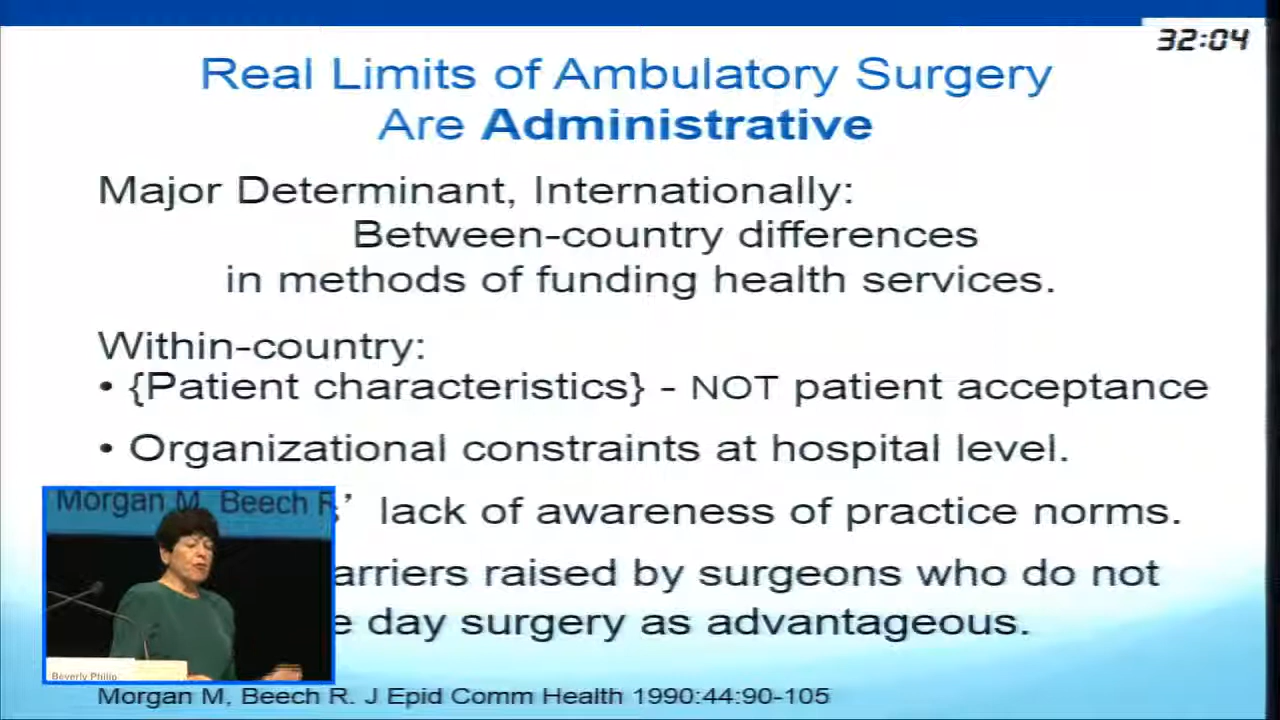 32:04
Real Limits of Ambulatory Surgery
Are Administrative
Major Determinant, Internationally:
Between-country differences
in methods of funding health services.
Within-country:
• {Patient characteristics} - NOT patient acceptance
• Organizational constraints at hospital level.
lack of awareness of practice norms.
arriers raised by surgeons who do not
e day surgery as advantageous.
Morgan M, Beech R
Beverly Philip
Morgan M, Beech R. J Epid Comm Health 1990:44:90-105